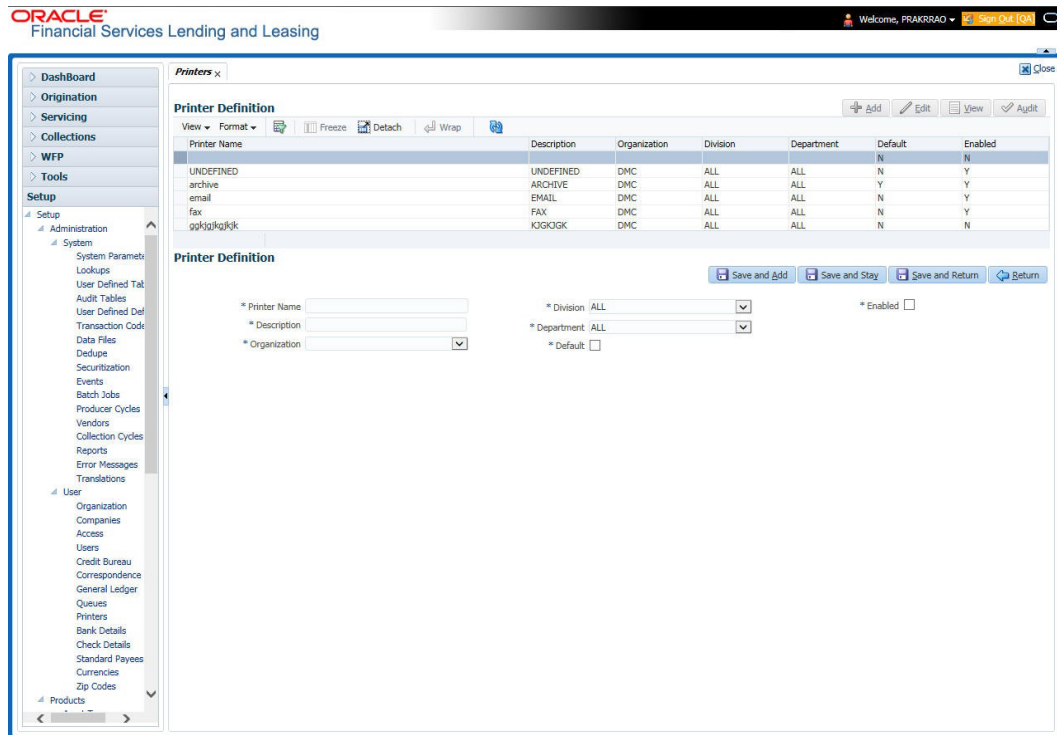 ORACLE
Financial Services Lending and Leasing
Welcome, PRAKRRAO
Sign Out [QA]
DashBoard
Origination
Servicing
Collections
WFP
Tools
Setup
Setup
Administration
System
System Paramete
Lookups
User Defined Tab
Audit Tables
User Defined Def
Transaction Code
Data Files
Dedupe
Securitization
Events
Batch Jobs
Producer Cycles
Vendors
Collection Cycles
Reports
Error Messages
Translations
User
Organization
Companies
Access
Users
Credit Bureau
Correspondence
General Ledger
Queues
Printers
Bank Details
Check Details
Standard Payees
Currencies
Zip Codes
Products
Printers x
Close
Printer Definition
Add Edit View Audit
View Format Freeze Detach Wrap
Printer Name Description Organization Division Department Default Enabled
N N
UNDEFINED UNDEFINED DMC ALL ALL N Y
archive ARCHIVE DMC ALL ALL Y Y
email EMAIL DMC ALL ALL N Y
fax FAX DMC ALL ALL N Y
ggkjgjkgjkjk KJGKJGK DMC ALL ALL N N
Printer Definition
Save and Add Save and Stay Save and Return Return
* Printer Name * Division ALL * Enabled
* Description * Department ALL
* Organization * Default